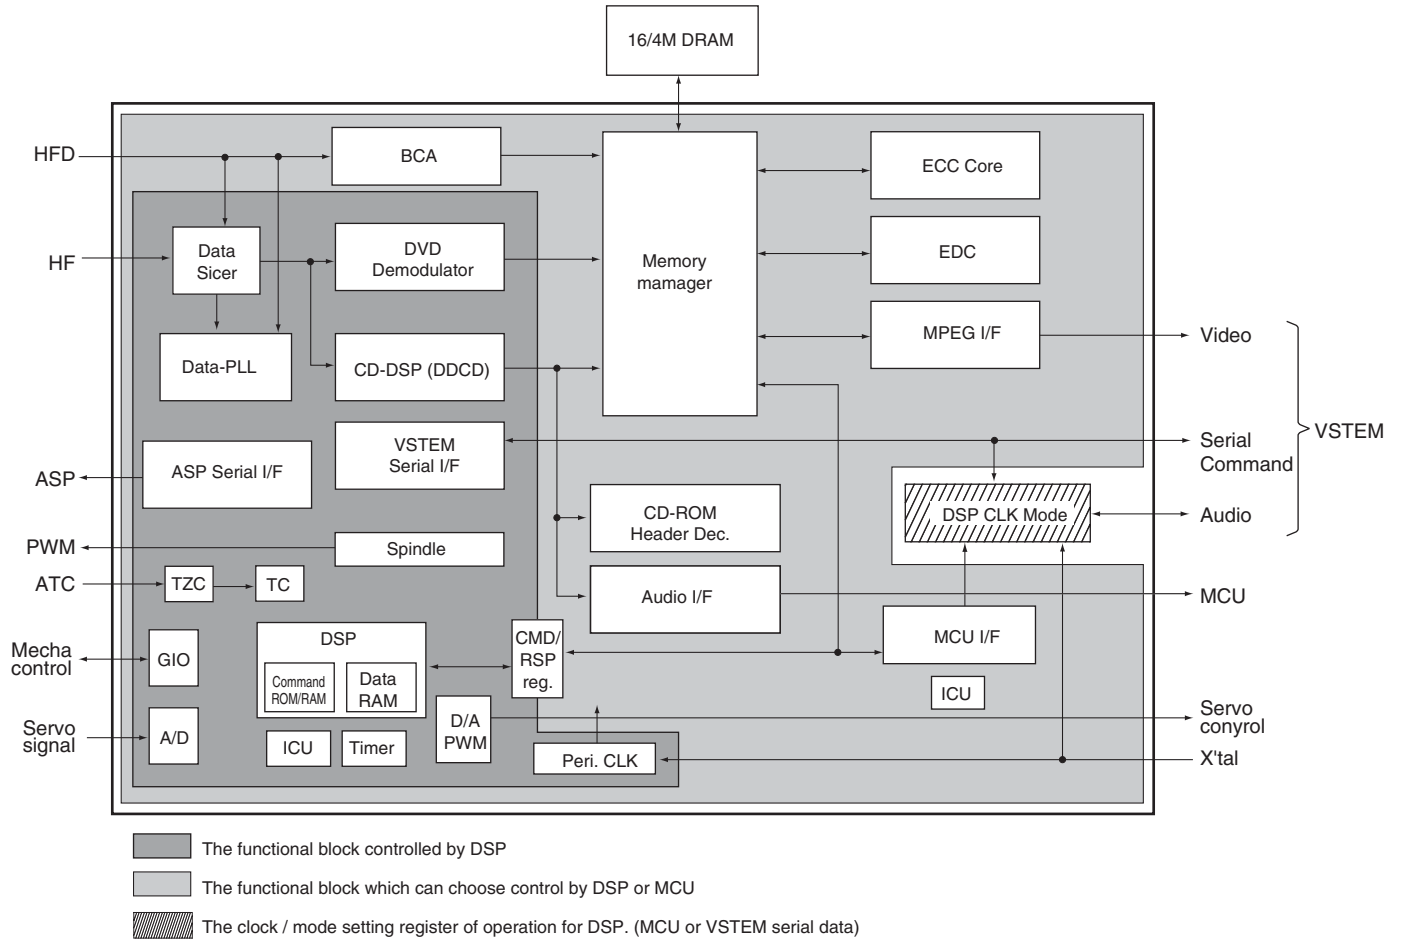 16/4M DRAM
HFD
BCA
ECC Core
HF
Data
Sicer
DVD
Demodulator
Memory
mamager
EDC
MPEG I/F
Video
Data-PLL
CD-DSP (DDCD)
VSTEM
VSTEM
Serial I/F
Serial
Command
ASP
ASP Serial I/F
CD-ROM
Header Dec.
DSP CLK Mode
Audio
PWM
Spindle
ATC
TZC
TC
Audio I/F
MCU
Mecha
control
GIO
DSP
Command
ROM/RAM
Data
RAM
CMD/
RSP
reg.
MCU I/F
ICU
Servo
signal
A/D
ICU
Timer
D/A
PWM
Peri. CLK
Servo
conyrol
X'tal
The functional block controlled by DSP
The functional block which can choose control by DSP or MCU
The clock / mode setting register of operation for DSP. (MCU or VSTEM serial data)